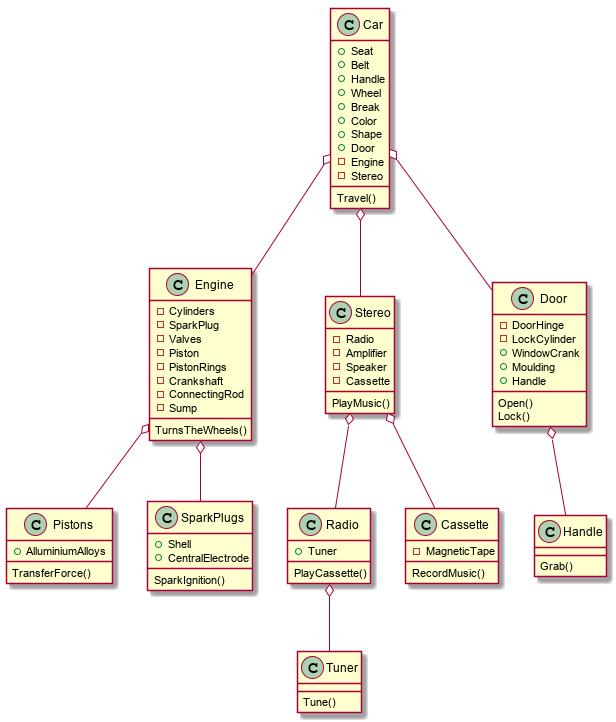 C Car
Seat
Belt
Handle
Wheel
Break
Color
Shape
Door
Engine
Stereo
Travel()
C Engine
Cylinders
SparkPlug
Valves
Piston
PistonRings
Crankshaft
ConnectingRod
Sump
TurnsTheWheels()
C Stereo
Radio
Amplifier
Speaker
Cassette
PlayMusic()
C Door
DoorHinge
LockCylinder
WindowCrank
Moulding
Handle
Open()
Lock()
C Pistons
AlluminiumAlloys
TransferForce()
C SparkPlugs
Shell
CentralElectrode
SparkIgnition()
C Radio
Tuner
PlayCassette()
C Cassette
MagneticTape
RecordMusic()
C Handle
Grab()
C Tuner
Tune()